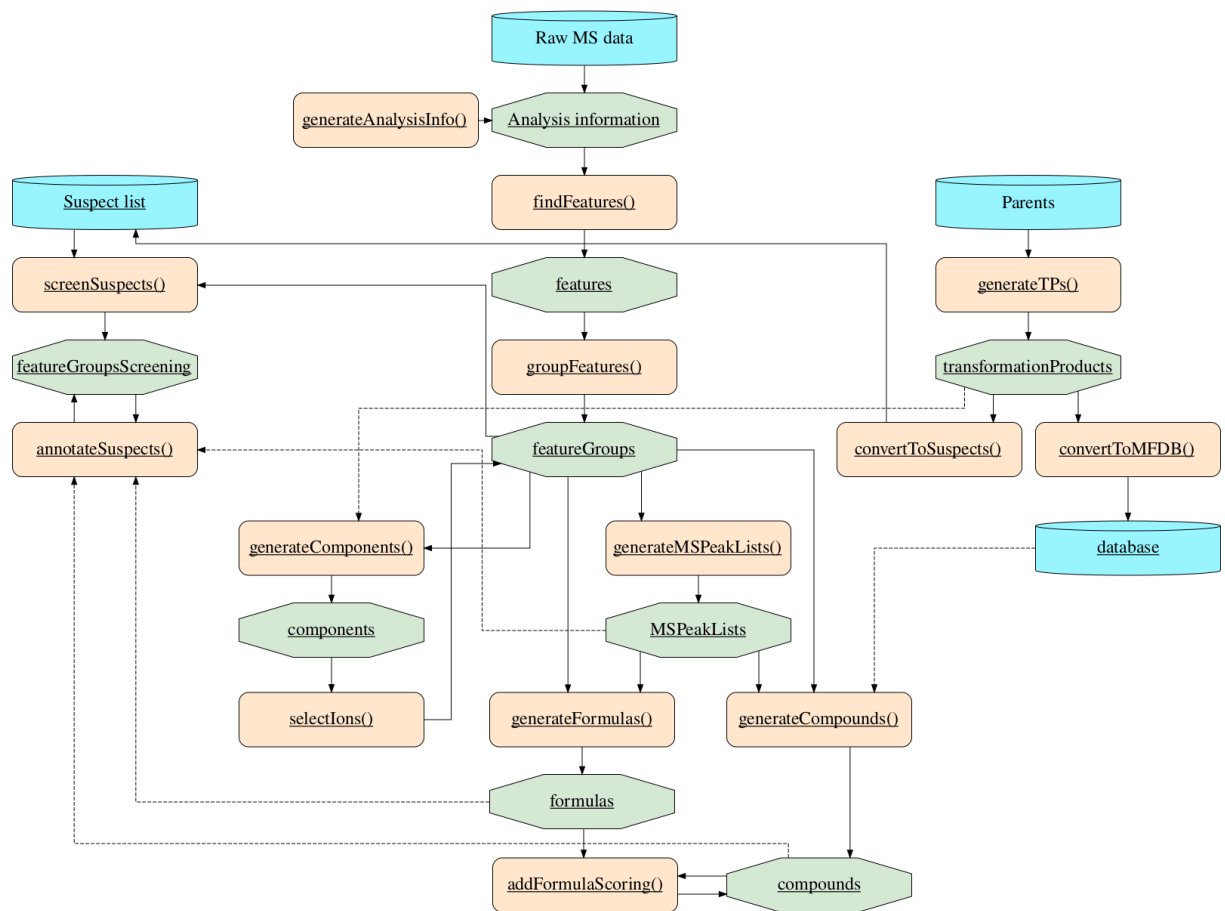 Raw MS data
generateAnalysisInfo()
Analysis information
Suspect list
findFeatures()
Parents
screenSuspects()
features
generateTPs()
featureGroupsScreening
groupFeatures()
transformationProducts
annotateSuspects()
featureGroups
convertToSuspects()
convertToMFDB()
generateComponents()
generateMSPeakLists()
database
components
MSPeakLists
selectIons()
generateFormulas()
generateCompounds()
formulas
addFormulaScoring()
compounds